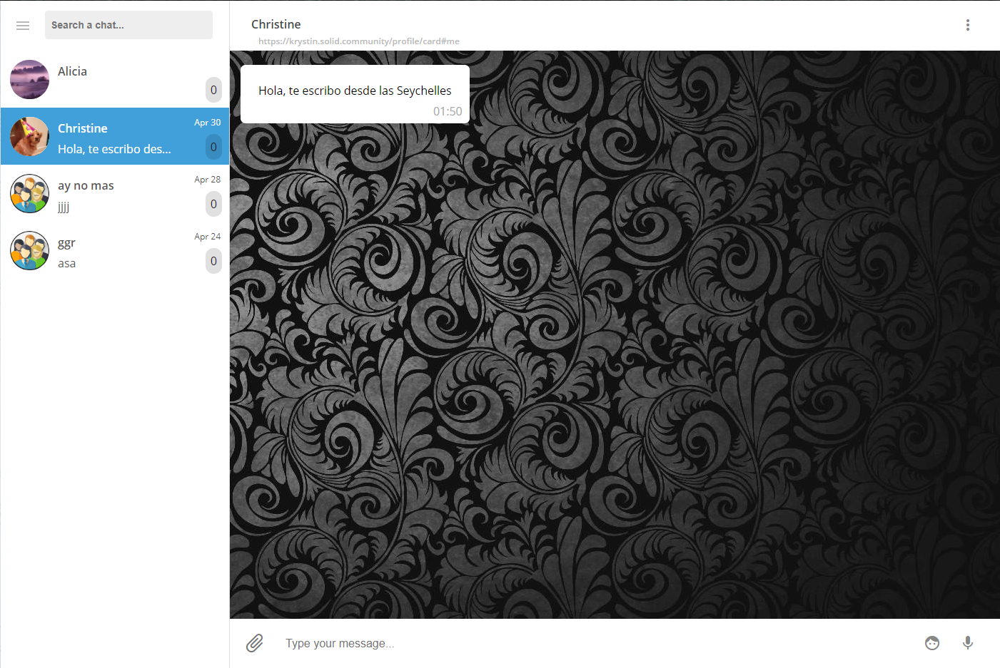 Search a chat...
Alicia
0
Christine
Apr 30
Hola, te escribo des...
0
ay no mas
Apr 28
jjjj
0
ggr
Apr 24
asa
0
Christine
https://krystin.solid.community/profile/card#me
Hola, te escribo desde las Seychelles
01:50
Type your message...